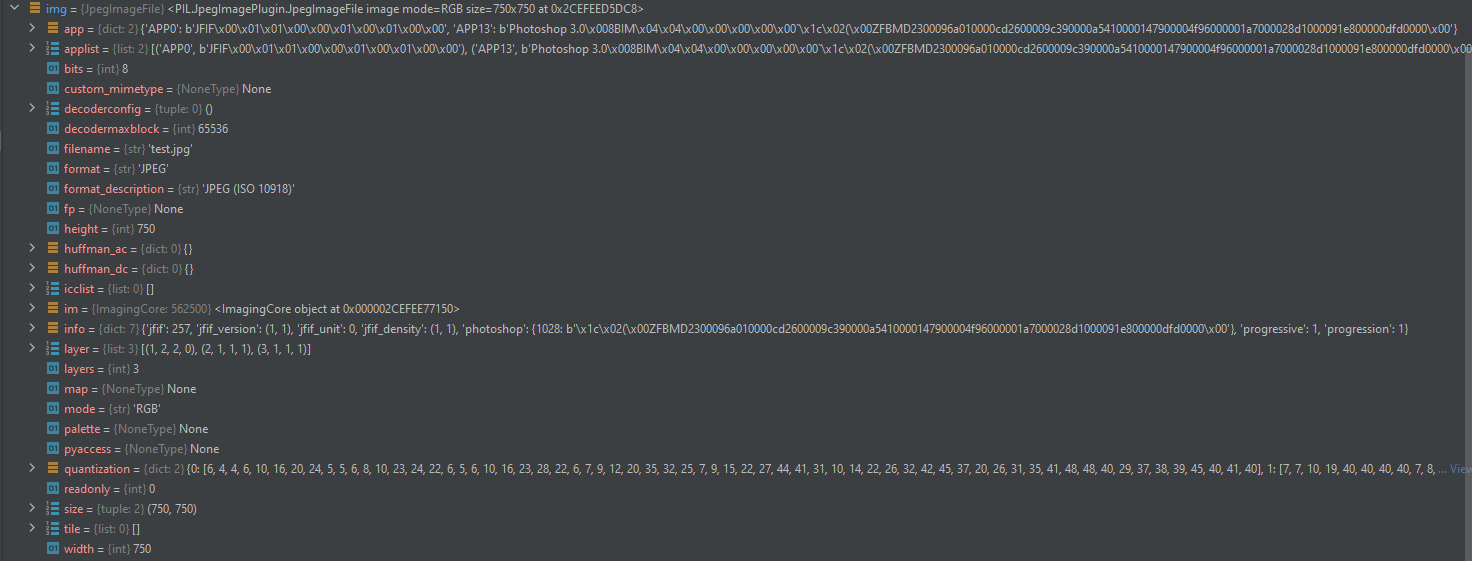 img = {JpegImageFile} <PIL.JpegImagePlugin.JpegImageFile image mode=RGB size=750x750 at 0x2CEFEED5DC8>
app = {dict: 2} {'APP0': b'JFIF\x00\x01\x01\x00\x00\x01\x00\x01\x00\x00', 'APP13': b'Photoshop 3.0\x008BIM\x04\x04\x00\x00\x00\x00\x00`\x1c\x02(\x00ZFBMD2300096a010000cd2600009c390000a5410000147900004f96000001a7000028d1000091e800000dfd0000\x00'}
applist = {list: 2} [('APP0', b'JFIF\x00\x01\x01\x00\x00\x01\x00\x01\x00\x00'), ('APP13', b'Photoshop 3.0\x008BIM\x04\x04\x00\x00\x00\x00\x00`\x1c\x02(\x00ZFBMD2300096a010000cd2600009c390000a5410000147900004f96000001a7000028d1000091e800000dfd0000\x00
bits = {int} 8
custom_mimetype = {NoneType} None
decoderconfig = {tuple: 0} ()
decodermaxblock = {int} 65536
filename = {str} 'test.jpg'
format = {str} 'JPEG'
format_description = {str} 'JPEG (ISO 10918)'
fp = {NoneType} None
height = {int} 750
huffman_ac = {dict: 0} {}
huffman_dc = {dict: 0} {}
icclist = {list: 0} []
im = {ImagingCore: 562500} <ImagingCore object at 0x000002CEFEE77150>
info = {dict: 7} {'jfif': 257, 'jfif_version': (1, 1), 'jfif_unit': 0, 'jfif_density': (1, 1), 'photoshop': {1028: b'\x1c\x02(\x00ZFBMD2300096a010000cd2600009c390000a5410000147900004f96000001a7000028d1000091e800000dfd0000\x00'}, 'progressive': 1, 'progression': 1}
layer = {list: 3} [(1, 2, 2, 0), (2, 1, 1, 1), (3, 1, 1, 1)]
layers = {int} 3
map = {NoneType} None
mode = {str} 'RGB'
palette = {NoneType} None
pyaccess = {NoneType} None
quantization = {dict: 2} {0: [6, 4, 4, 6, 10, 16, 20, 24, 5, 5, 6, 8, 10, 23, 24, 22, 6, 5, 6, 10, 16, 23, 28, 22, 6, 7, 9, 12, 20, 35, 32, 25, 7, 9, 15, 22, 27, 44, 41, 31, 10, 14, 22, 26, 32, 42, 45, 37, 20, 26, 31, 35, 41, 48, 48, 40, 29, 37, 38, 39, 45, 40, 41, 40], 1: [7, 7, 10, 19, 40, 40, 40, 40, 7, 8, ... View
readonly = {int} 0
size = {tuple: 2} (750, 750)
tile = {list: 0} []
width = {int} 750